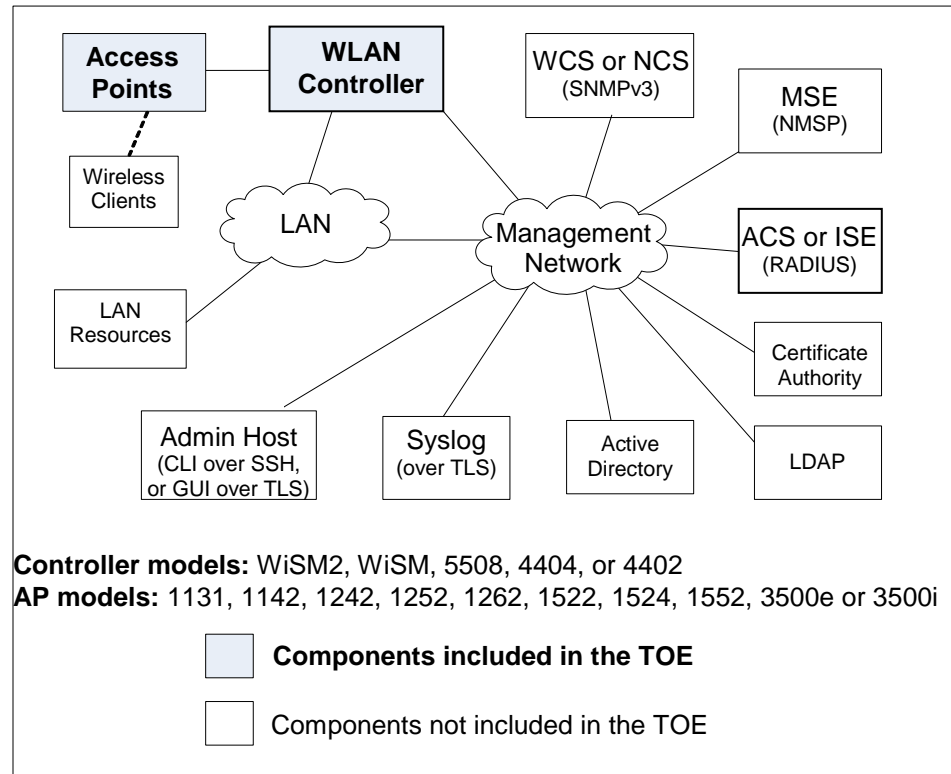 Access
Points
WLAN
Controller
WCS or NCS
(SNMPv3)
MSE
(NMSP)
Wireless
Clients
LAN
Management
Network
ACS or ISE
(RADIUS)
LAN
Resources
Certificate
Authority
Admin Host
(CLI over SSH,
or GUI over TLS)
Syslog
(over TLS)
Active
Directory
LDAP
Controller models: WiSM2, WiSM, 5508, 4404, or 4402
AP models: 1131, 1142, 1242, 1252, 1262, 1522, 1524, 1552, 3500e or 3500i
Components included in the TOE
Components not included in the TOE